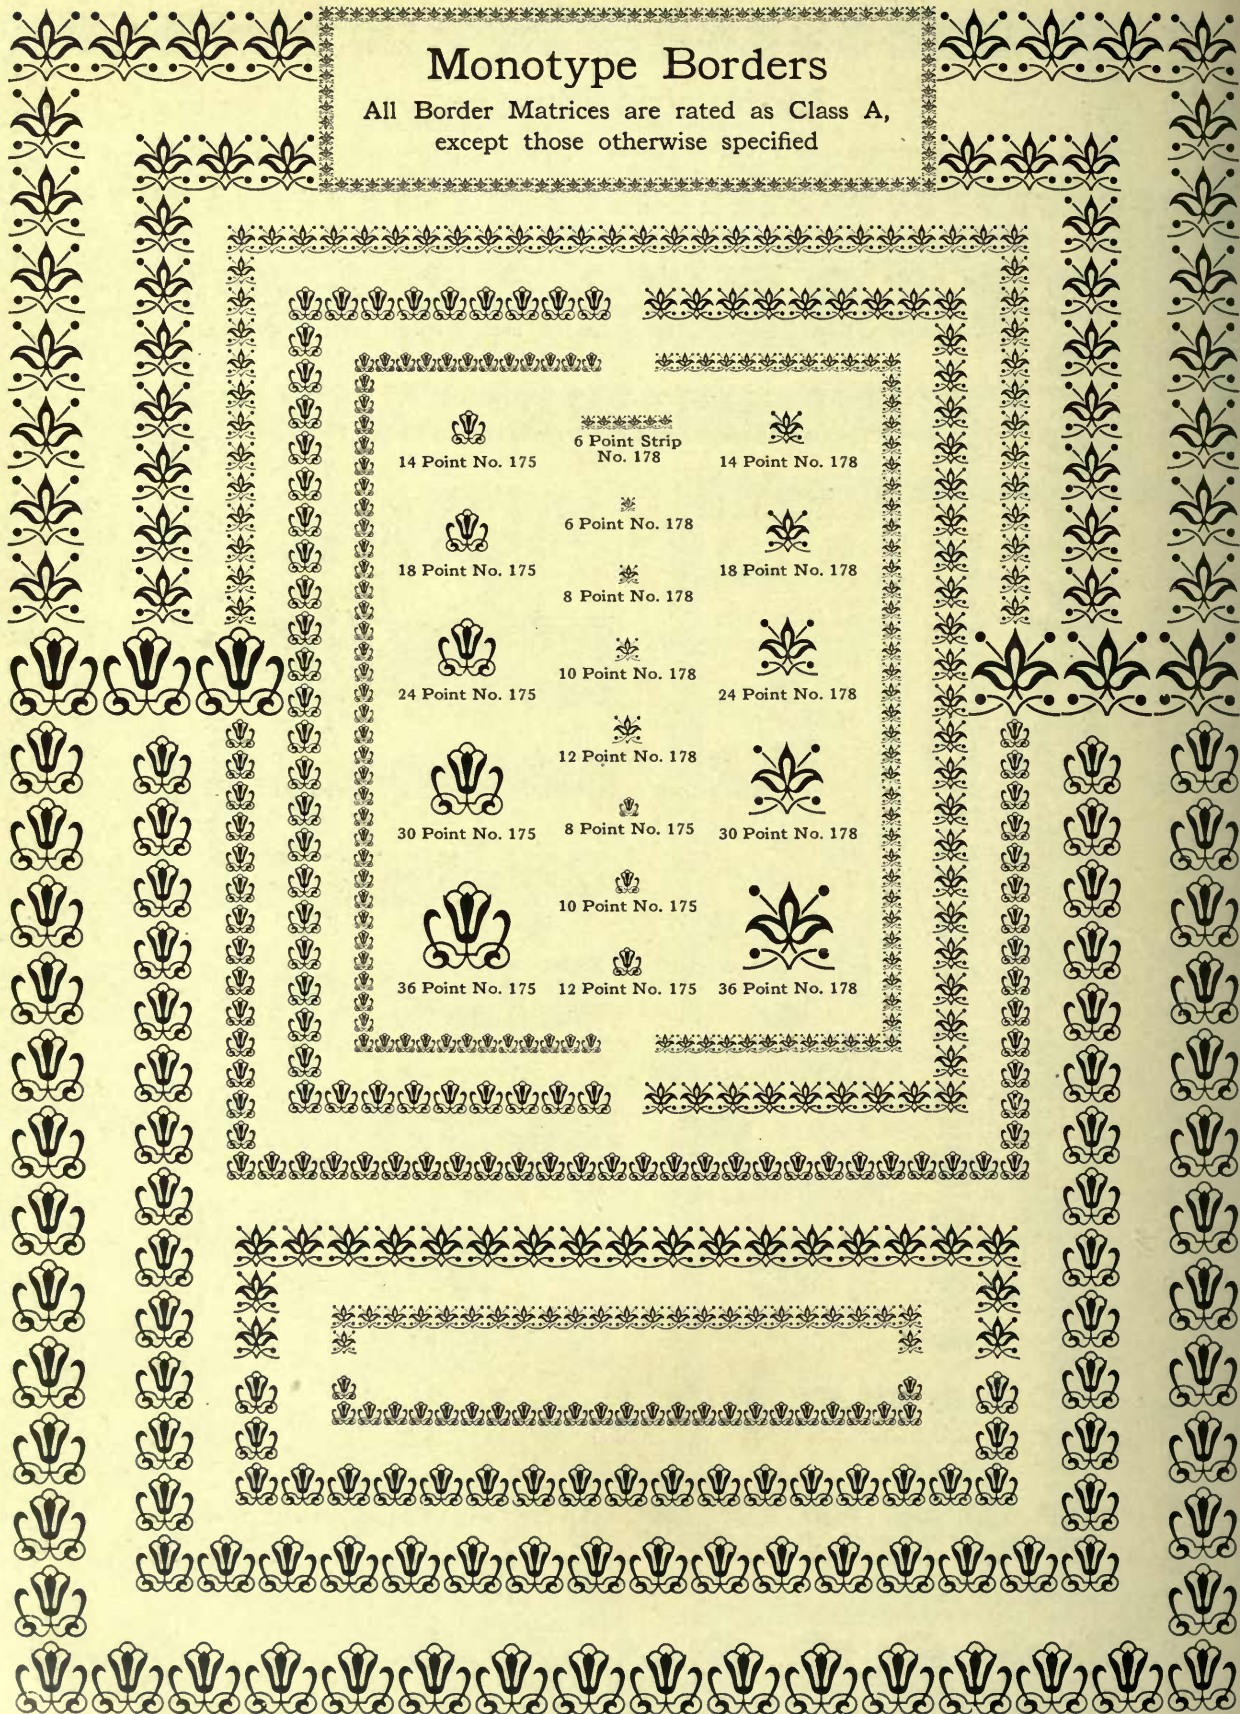 Monotype Borders
All Border Matrices are rated as Class A,
except those otherwise specified
14 Point No. 175
6 Point Strip
No. 178
14 Point No. 178
6 Point No. 178
18 Point No. 175
18 Point No. 178
8 Point No. 178
24 Point No. 175
10 Point No. 178
24 Point No. 178
12 Point No. 178
30 Point No. 175
8 Point No. 175
30 Point No. 178
10 Point No. 175
36 Point No. 175
12 Point No. 175
36 Point No. 178